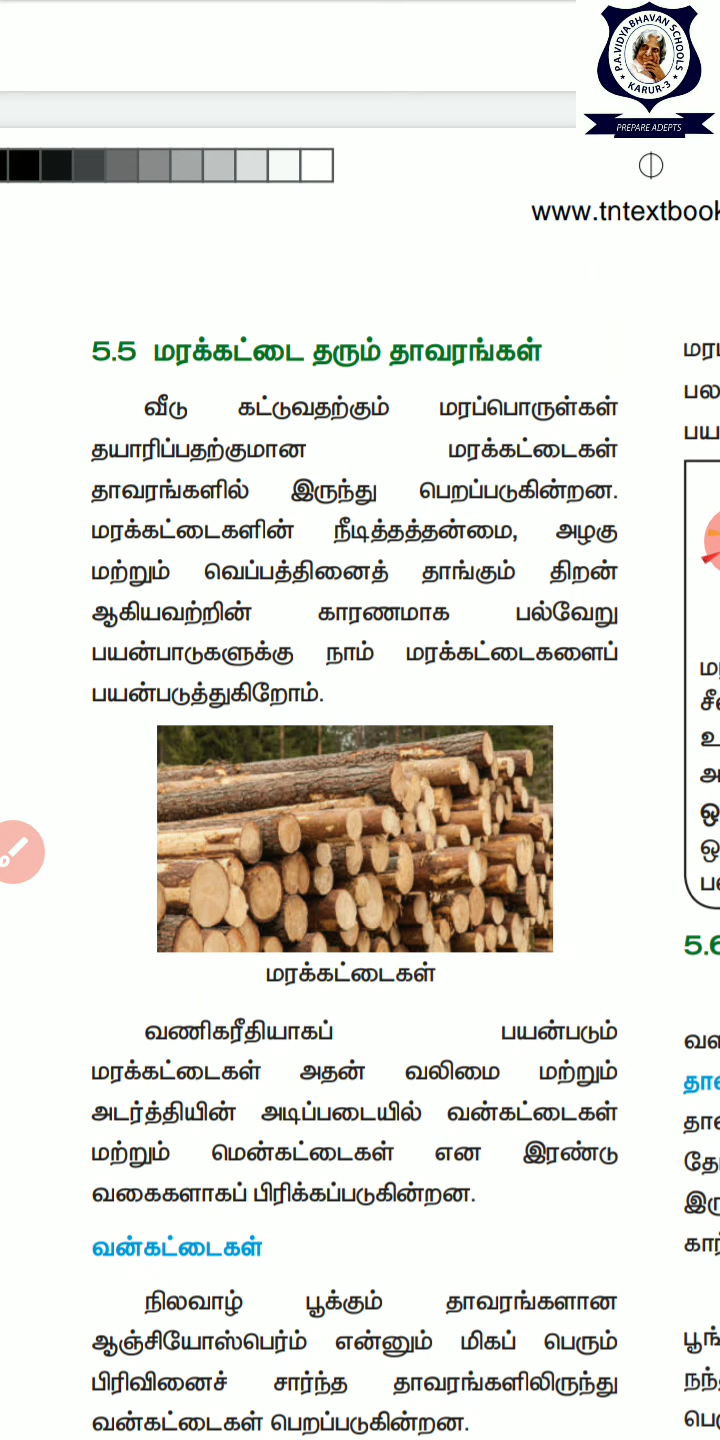 P.A.VIDYABHAVAN SCHOOLS
KARUR-3
PREPARE ADEPTS
5.5 மரக்கட்டை தரும் தாவரங்கள்
வீடு கட்டுவதற்கும் மரப்பொருள்கள்
தயாரிப்பதற்குமான மரக்கட்டைகள்
தாவரங்களில் இருந்து பெறப்படுகின்றன.
மரக்கட்டைகளின் நீடித்தத்தன்மை, அழகு
மற்றும் வெப்பத்தினைத் தாங்கும் திறன்
ஆகியவற்றின் காரணமாக பல்வேறு
பயன்பாடுகளுக்கு நாம் மரக்கட்டைகளைப்
பயன்படுத்துகிறோம்.
மரக்கட்டைகள்
வணிகரீதியாகப் பயன்படும்
மரக்கட்டைகள் அதன் வலிமை மற்றும்
அடர்த்தியின் அடிப்படையில் வன்கட்டைகள்
மற்றும் மென்கட்டைகள் என இரண்டு
வகைகளாகப் பிரிக்கப்படுகின்றன.
வன்கட்டைகள்
நிலவாழ் பூக்கும் தாவரங்களான
ஆஞ்சியோஸ்பெர்ம் என்னும் மிகப் பெரும்
பிரிவினைச் சார்ந்த தாவரங்களிலிருந்து
வன்கட்டைகள் பெறப்படுகின்றன.